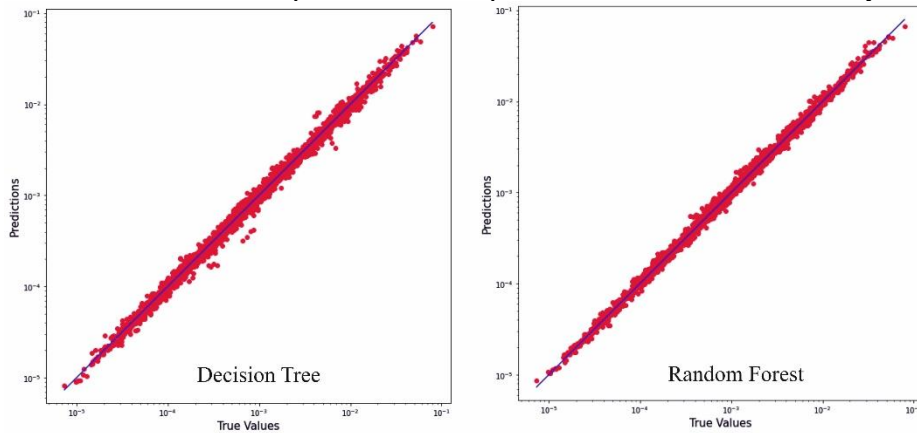 10⁻¹
10⁻²
10⁻³
10⁻⁴
10⁻⁵
Predictions
Decision Tree
10⁻⁵ 10⁻⁴ 10⁻³ 10⁻² 10⁻¹
True Values
10⁻¹
10⁻²
10⁻³
10⁻⁴
10⁻⁵
Predictions
Random Forest
10⁻⁵ 10⁻⁴ 10⁻³ 10⁻² 10⁻¹
True Values